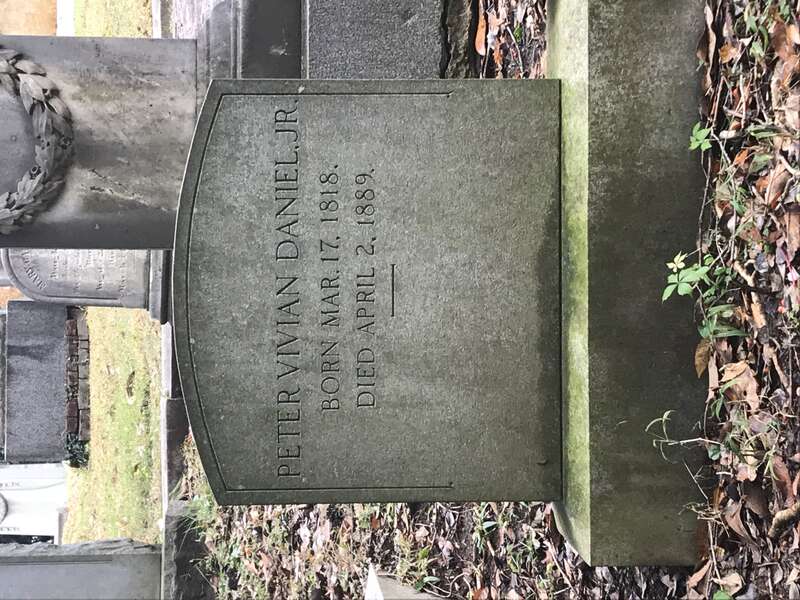 PETER VIVIAN DANIEL, JR.
BORN MAR. 17, 1818.
DIED APRIL 2, 1889.